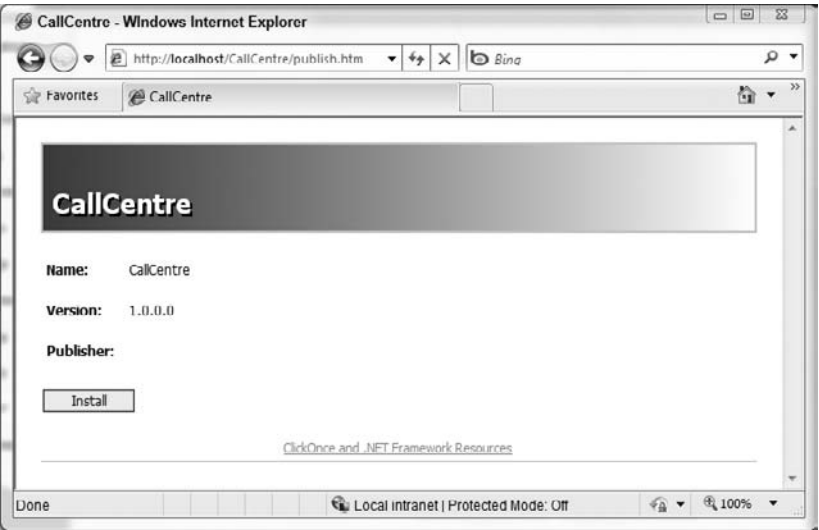 CallCentre - Windows Internet Explorer
http://localhost/CallCentre/publish.htm
Bing
Favorites
CallCentre
CallCentre
Name: CallCentre
Version: 1.0.0.0
Publisher:
Install
ClickOnce and .NET Framework Resources
Done
Local intranet | Protected Mode: Off
100%